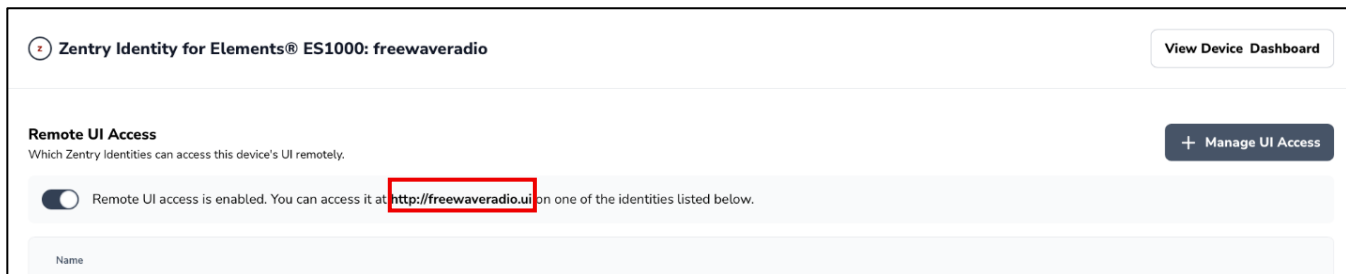 z Zentry Identity for Elements® ES1000: freewaveradio
View Device Dashboard
Remote UI Access
Which Zentry Identities can access this device's UI remotely.
+ Manage UI Access
Remote UI access is enabled. You can access it at http://freewaveradio.ui on one of the identities listed below.
Name